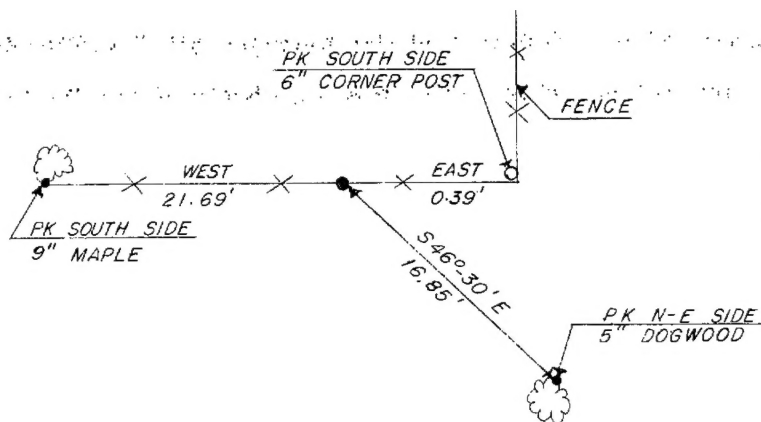 PK SOUTH SIDE
6" CORNER POST
FENCE
WEST
21.69'
EAST
0.39'
PK SOUTH SIDE
9" MAPLE
S46°-30'E
16.85'
PK N-E SIDE
5" DOGWOOD